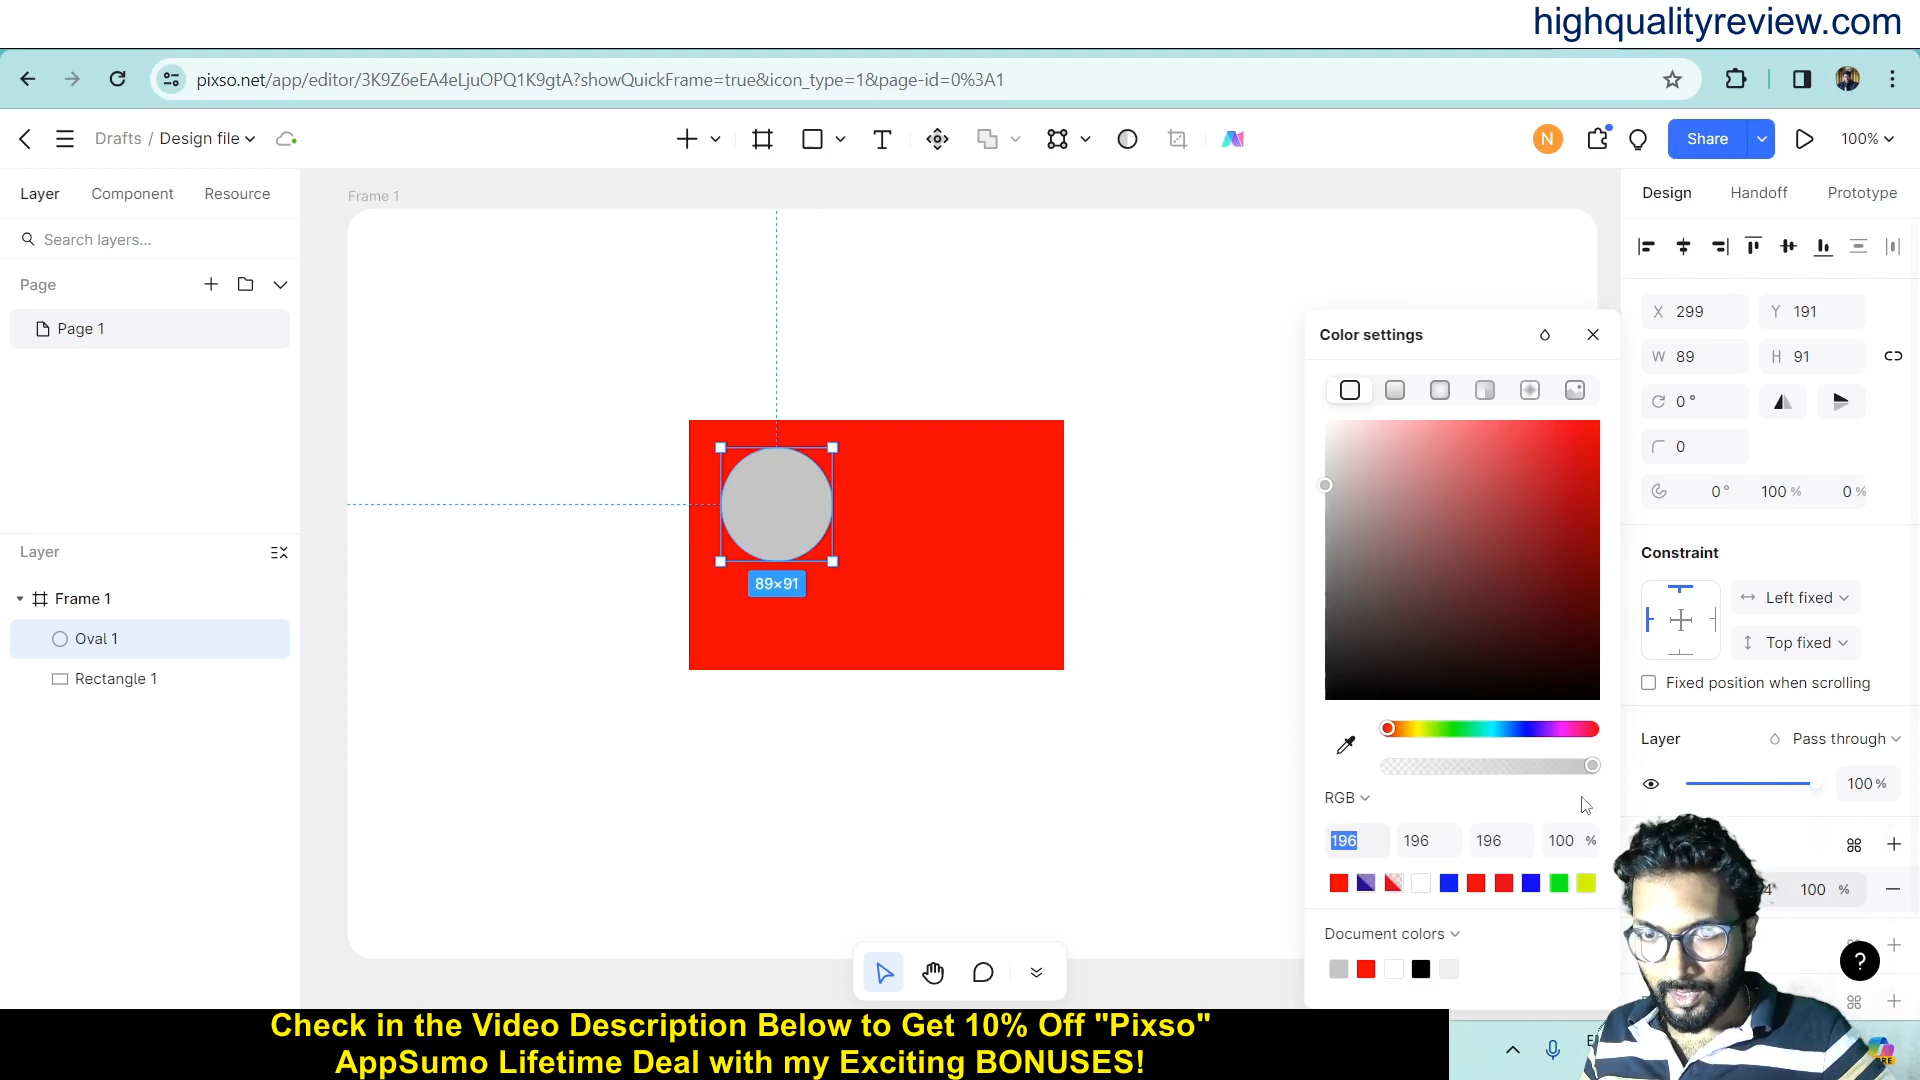 highqualityreview.com
pixso.net/app/editor/3K9Z6eEA4eLjuOPQ1K9gtA?showQuickFrame=true&icon_type=1&page-id=0%3A1
Drafts / Design file
T
N
Share
100%
Layer
Component
Resource
Design
Handoff
Prototype
Search layers...
Page
Page 1
Layer
Frame 1
Oval 1
Rectangle 1
Frame 1
89×91
Color settings
RGB
196
196
196
100 %
Document colors
X 299
Y 191
W 89
H 91
0°
0
0° 100 % 0 %
Constraint
Left fixed
Top fixed
Fixed position when scrolling
Layer
Pass through
100 %
100 %
?
Check in the Video Description Below to Get 10% Off "Pixso"
AppSumo Lifetime Deal with my Exciting BONUSES!